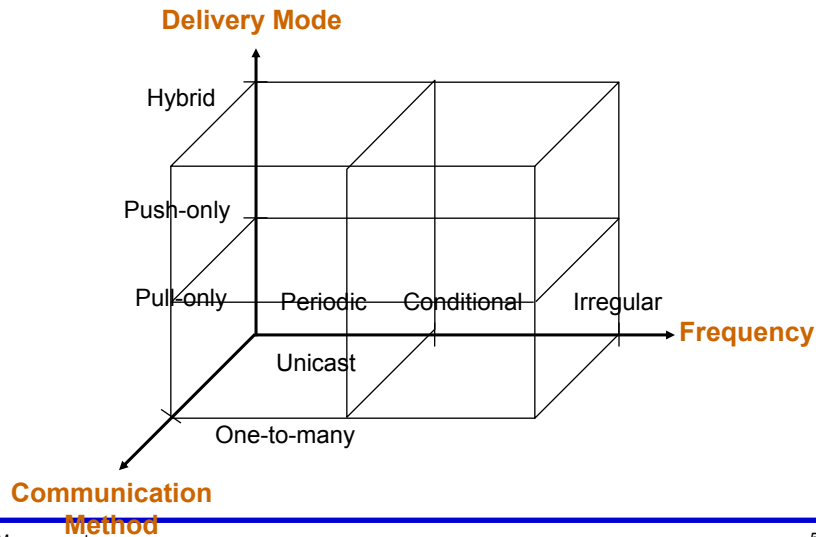 Delivery Mode
Hybrid
Push-only
Pull-only
Periodic Conditional Irregular
Frequency
Unicast
One-to-many
Communication
Method